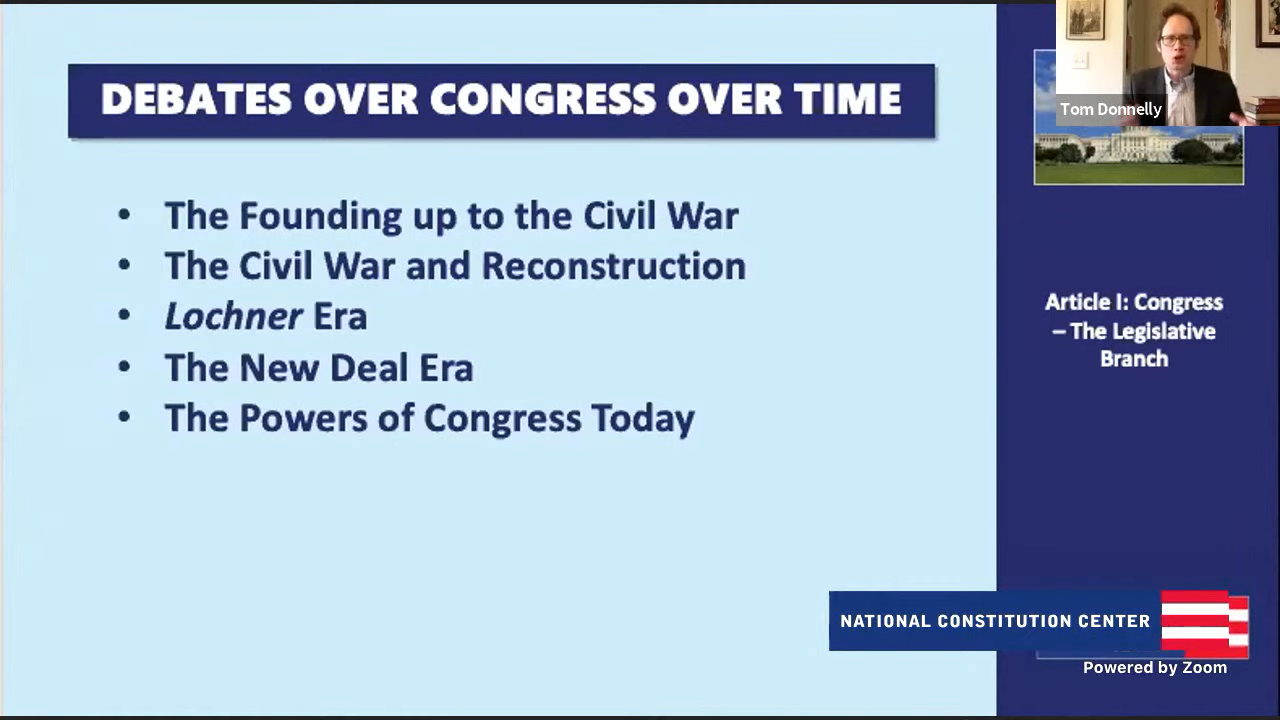 DEBATES OVER CONGRESS OVER TIME
• The Founding up to the Civil War
• The Civil War and Reconstruction
• Lochner Era
• The New Deal Era
• The Powers of Congress Today
Tom Donnelly
Article I: Congress
– The Legislative
Branch
NATIONAL CONSTITUTION CENTER
Powered by Zoom